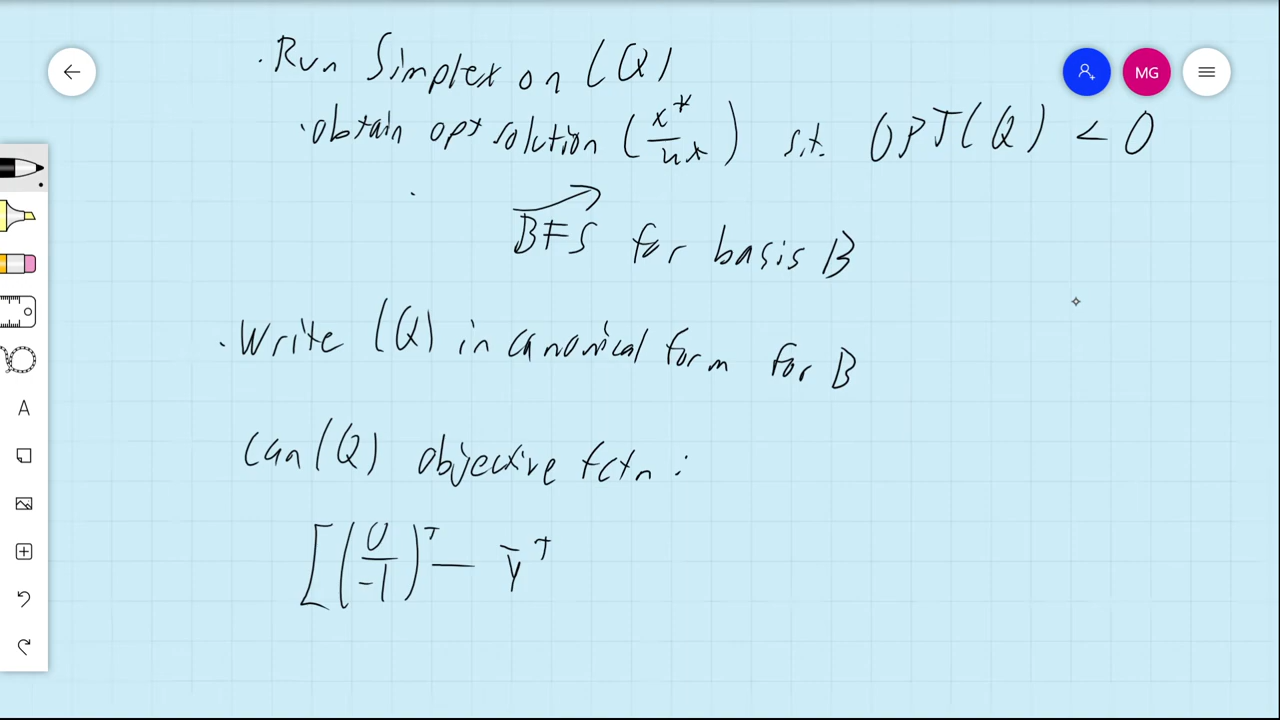 · Run Simplex on (Q)
· obtain opt solution (x*/u*) s.t. OPT(Q) < 0
BFS for basis B
· Write (Q) in canonical form for B
Can(Q) objective fctn :
[(0/-1)ᵀ - ȳᵀ
MG
A